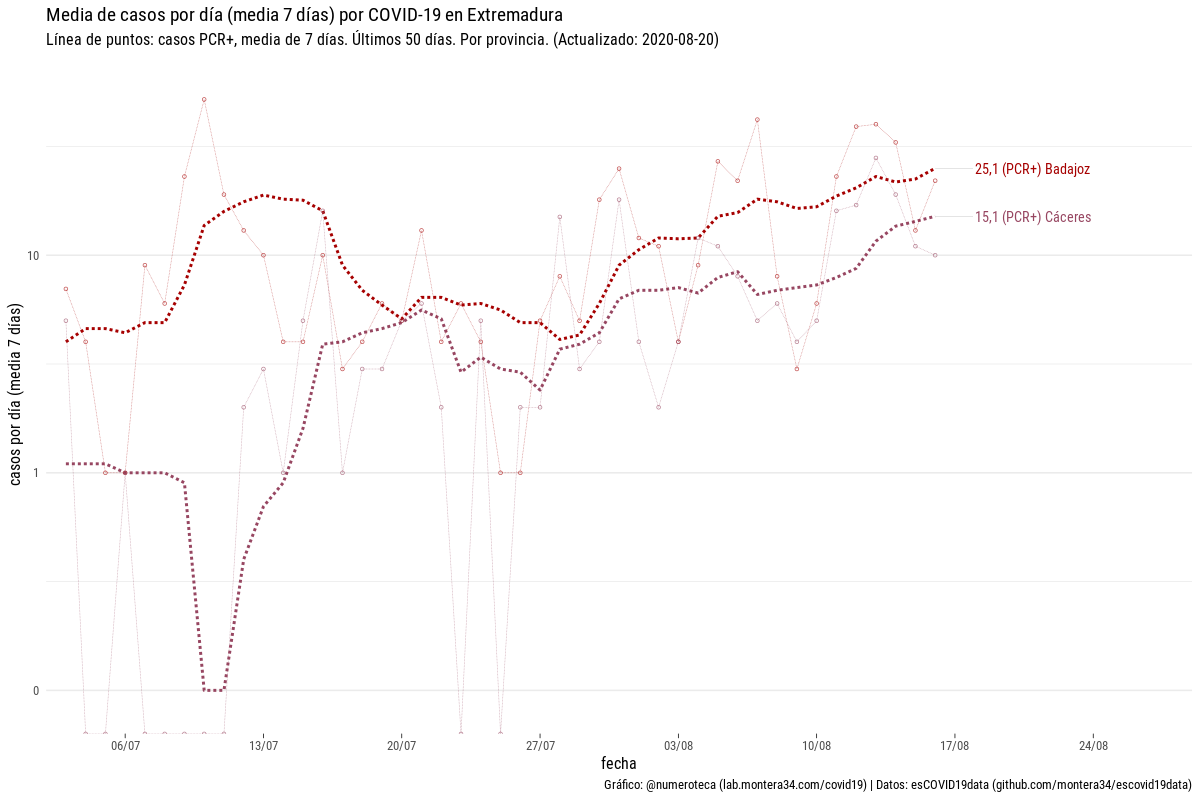 Media de casos por día (media 7 días) por COVID-19 en Extremadura
Línea de puntos: casos PCR+, media de 7 días. Últimos 50 días. Por provincia. (Actualizado: 2020-08-20)
casos por día (media 7 días)
10
1
0
25,1 (PCR+) Badajoz
15,1 (PCR+) Cáceres
06/07
13/07
20/07
27/07
03/08
10/08
17/08
24/08
fecha
Gráfico: @numeroteca (lab.montera34.com/covid19) | Datos: esCOVID19data (github.com/montera34/escovid19data)